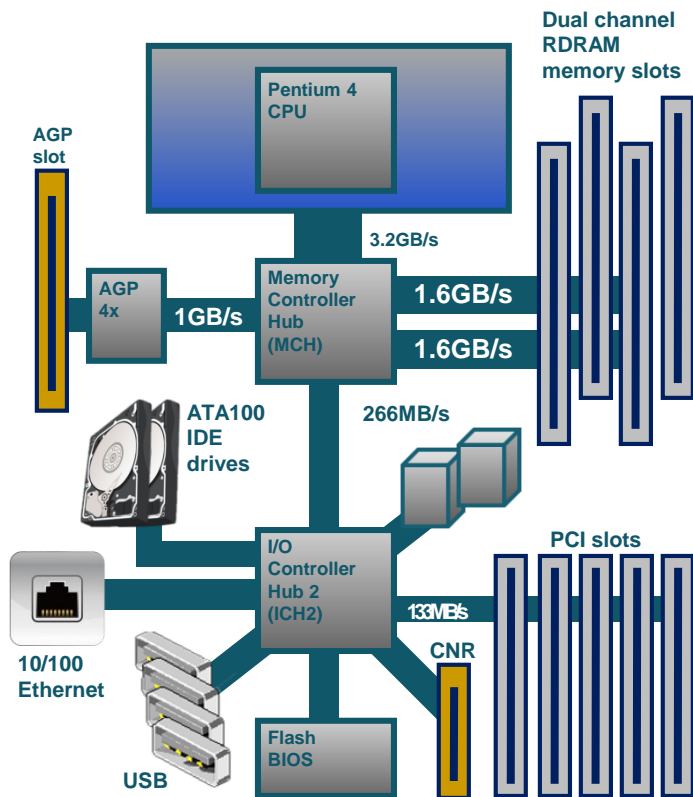 Dual channel
RDRAM
memory slots
Pentium 4
CPU
AGP
slot
3.2GB/s
AGP
4x
1GB/s
Memory
Controller
Hub
(MCH)
1.6GB/s
1.6GB/s
ATA100
IDE
drives
266MB/s
I/O
Controller
Hub 2
(ICH2)
PCI slots
133MB/s
10/100
Ethernet
CNR
USB
Flash
BIOS